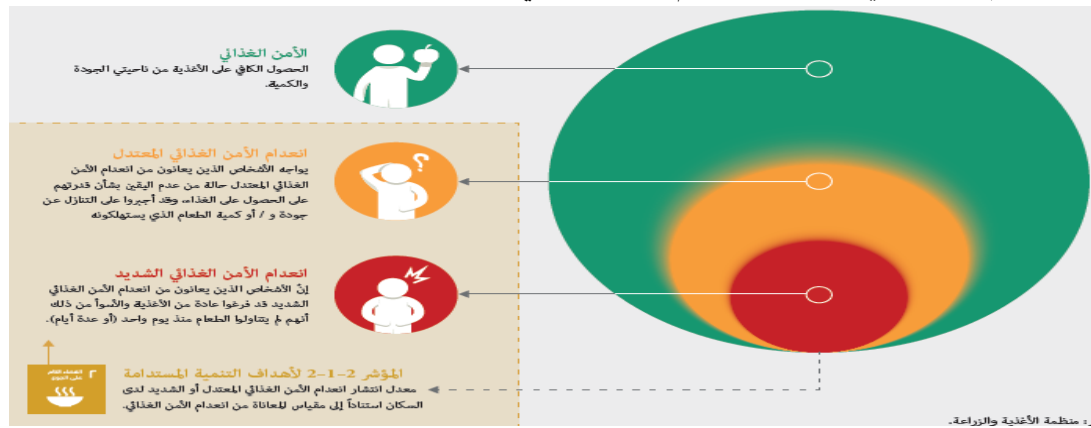 الأمن الغذائي
الحصول الكافي على الأغذية من ناحيتي الجودة
والكمية.
انعدام الأمن الغذائي المعتدل
يواجه الأشخاص الذين يعانون من انعدام الأمن
الغذائي المعتدل حالة من عدم اليقين بشأن قدرتهم
على الحصول على الغذاء، وقد أجبروا على التنازل عن
جودة و / أو كمية الطعام الذي يستهلكونه
انعدام الأمن الغذائي الشديد
إنّ الأشخاص الذين يعانون من انعدام الأمن الغذائي
الشديد قد فرغوا عادة من الأغذية والأسوأ من ذلك
أنهم لم يتناولوا الطعام منذ يوم واحد (أو عدة أيام).
المؤشر 2-1-2 لأهداف التنمية المستدامة
معدل انتشار انعدام الأمن الغذائي المعتدل أو الشديد لدى
السكان استناداً إلى مقياس المعاناة من انعدام الأمن الغذائي.
٢ القضاء التام
على الجوع
: منظمة الأغذية والزراعة.